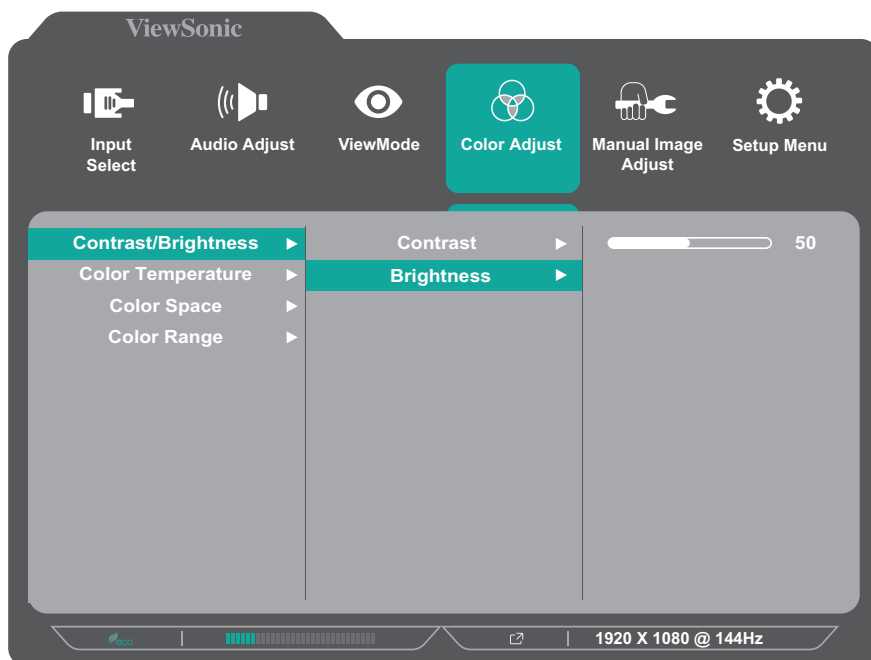 ViewSonic
Input Select
Audio Adjust
ViewMode
Color Adjust
Manual Image Adjust
Setup Menu
Contrast/Brightness
Contrast
50
Color Temperature
Brightness
Color Space
Color Range
eco
1920 X 1080 @ 144Hz